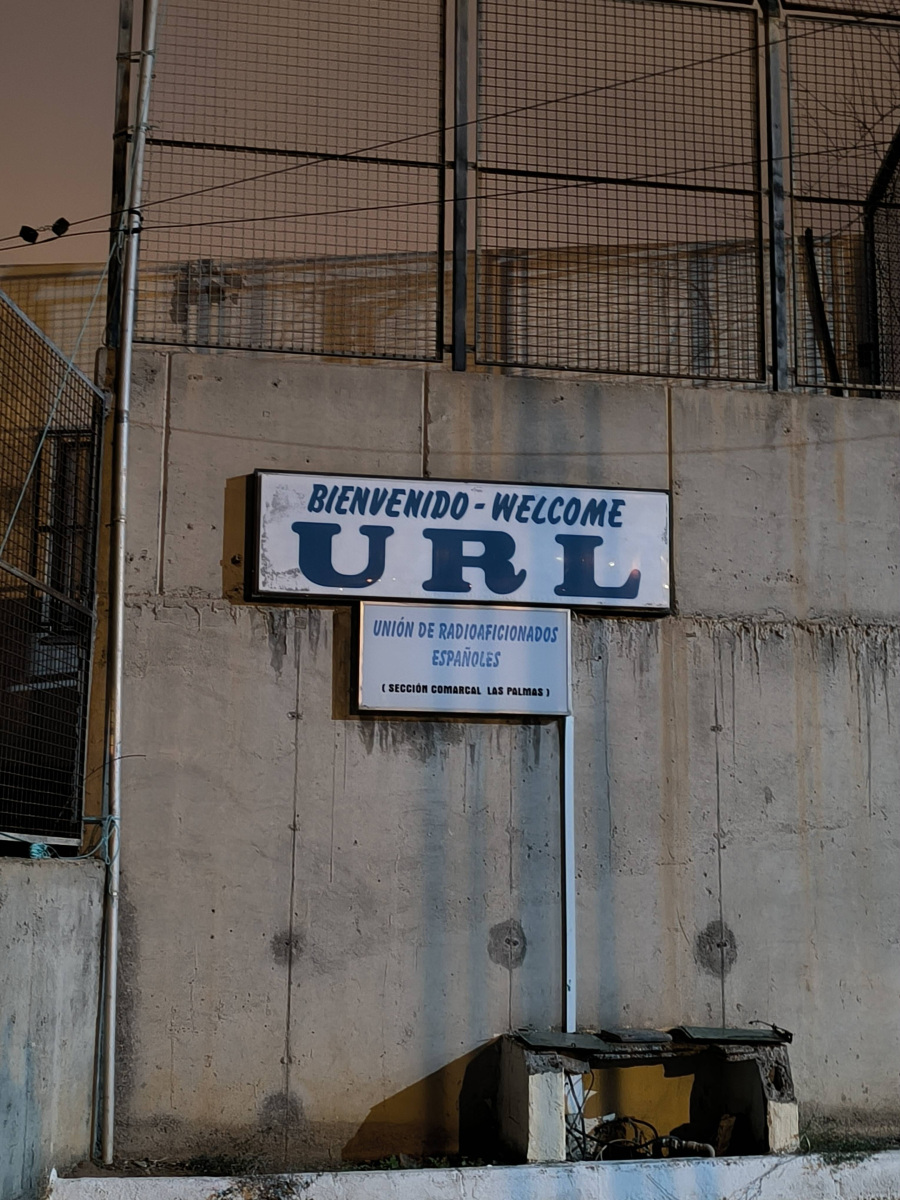 BIENVENIDO - WELCOME
URL
UNIÓN DE RADIOAFICIONADOS
ESPAÑOLES
( SECCIÓN COMARCAL LAS PALMAS )